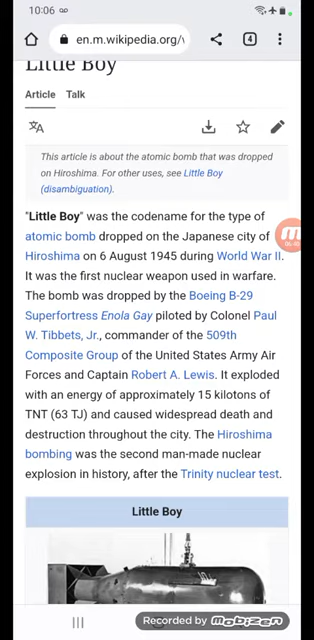 10:06
en.m.wikipedia.org/
4
Little Boy
Article Talk
This article is about the atomic bomb that was dropped
on Hiroshima. For other uses, see Little Boy
(disambiguation).
"Little Boy" was the codename for the type of
atomic bomb dropped on the Japanese city of
Hiroshima on 6 August 1945 during World War II.
It was the first nuclear weapon used in warfare.
The bomb was dropped by the Boeing B-29
Superfortress Enola Gay piloted by Colonel Paul
W. Tibbets, Jr., commander of the 509th
Composite Group of the United States Army Air
Forces and Captain Robert A. Lewis. It exploded
with an energy of approximately 15 kilotons of
TNT (63 TJ) and caused widespread death and
destruction throughout the city. The Hiroshima
bombing was the second man-made nuclear
explosion in history, after the Trinity nuclear test.
Little Boy
Recorded by Mobizen